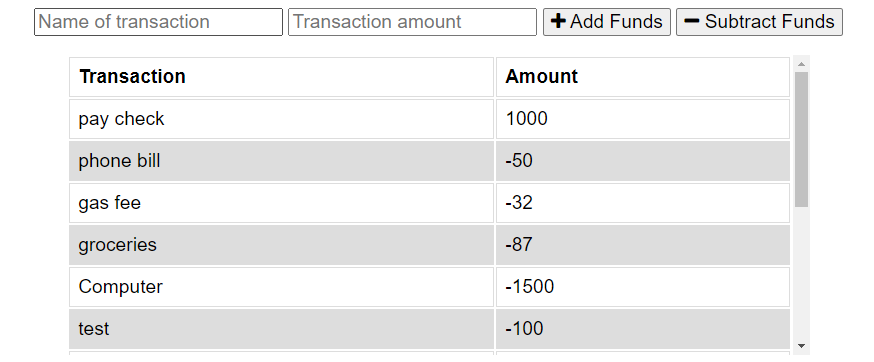 Name of transaction Transaction amount + Add Funds − Subtract Funds
Transaction Amount
pay check 1000
phone bill -50
gas fee -32
groceries -87
Computer -1500
test -100